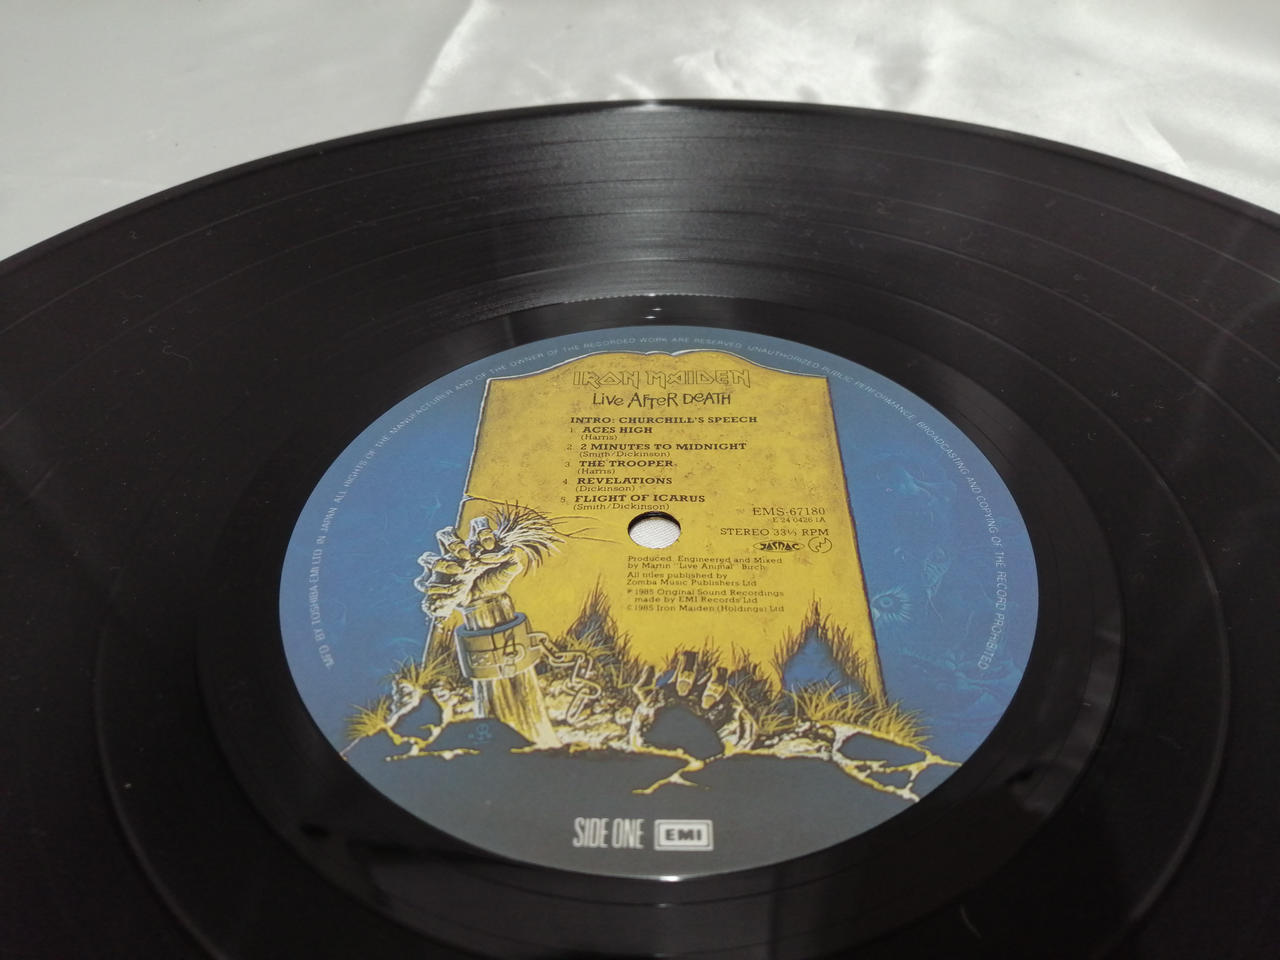 MFD BY TOSHIBA-EMI LTD IN JAPAN. ALL RIGHTS OF THE MANUFACTURER AND OF THE OWNER OF THE RECORDED WORK ARE RESERVED. UNAUTHORIZED PUBLIC PERFORMANCE BROADCASTING AND COPYING OF THE RECORD PROHIBITED
IRON MAIDEN
LIVE AFTER DEATH
INTRO: CHURCHILL'S SPEECH
1. ACES HIGH
(Harris)
2. 2 MINUTES TO MIDNIGHT
(Smith/Dickinson)
3. THE TROOPER
(Harris)
4. REVELATIONS
(Dickinson)
5. FLIGHT OF ICARUS
(Smith/Dickinson)
EMS-67180
E 24 0426 1A
STEREO 33⅓ RPM
JASRAC
Produced Engineered and Mixed
by Martin "Live Animal" Birch
All titles published by
Zomba Music Publishers Ltd
℗ 1985 Original Sound Recordings
made by EMI Records Ltd
© 1985 Iron Maiden (Holdings) Ltd
SIDE ONE EMI